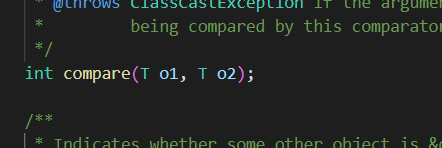 * @throws ClassCastException if the argume
* being compared by this comparator
*/
int compare(T o1, T o2);
/**
* Indicates whether some other object is &